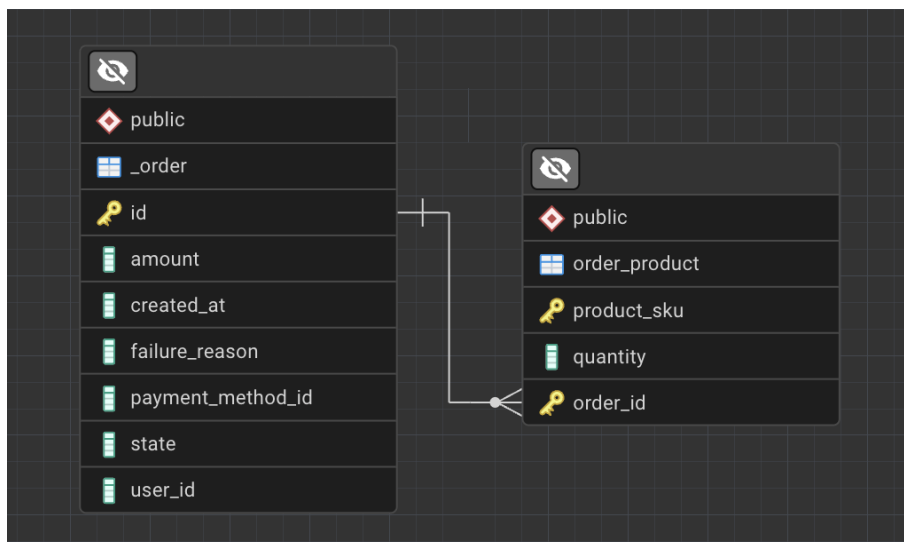 public
_order
id
amount
created_at
failure_reason
payment_method_id
state
user_id
public
order_product
product_sku
quantity
order_id